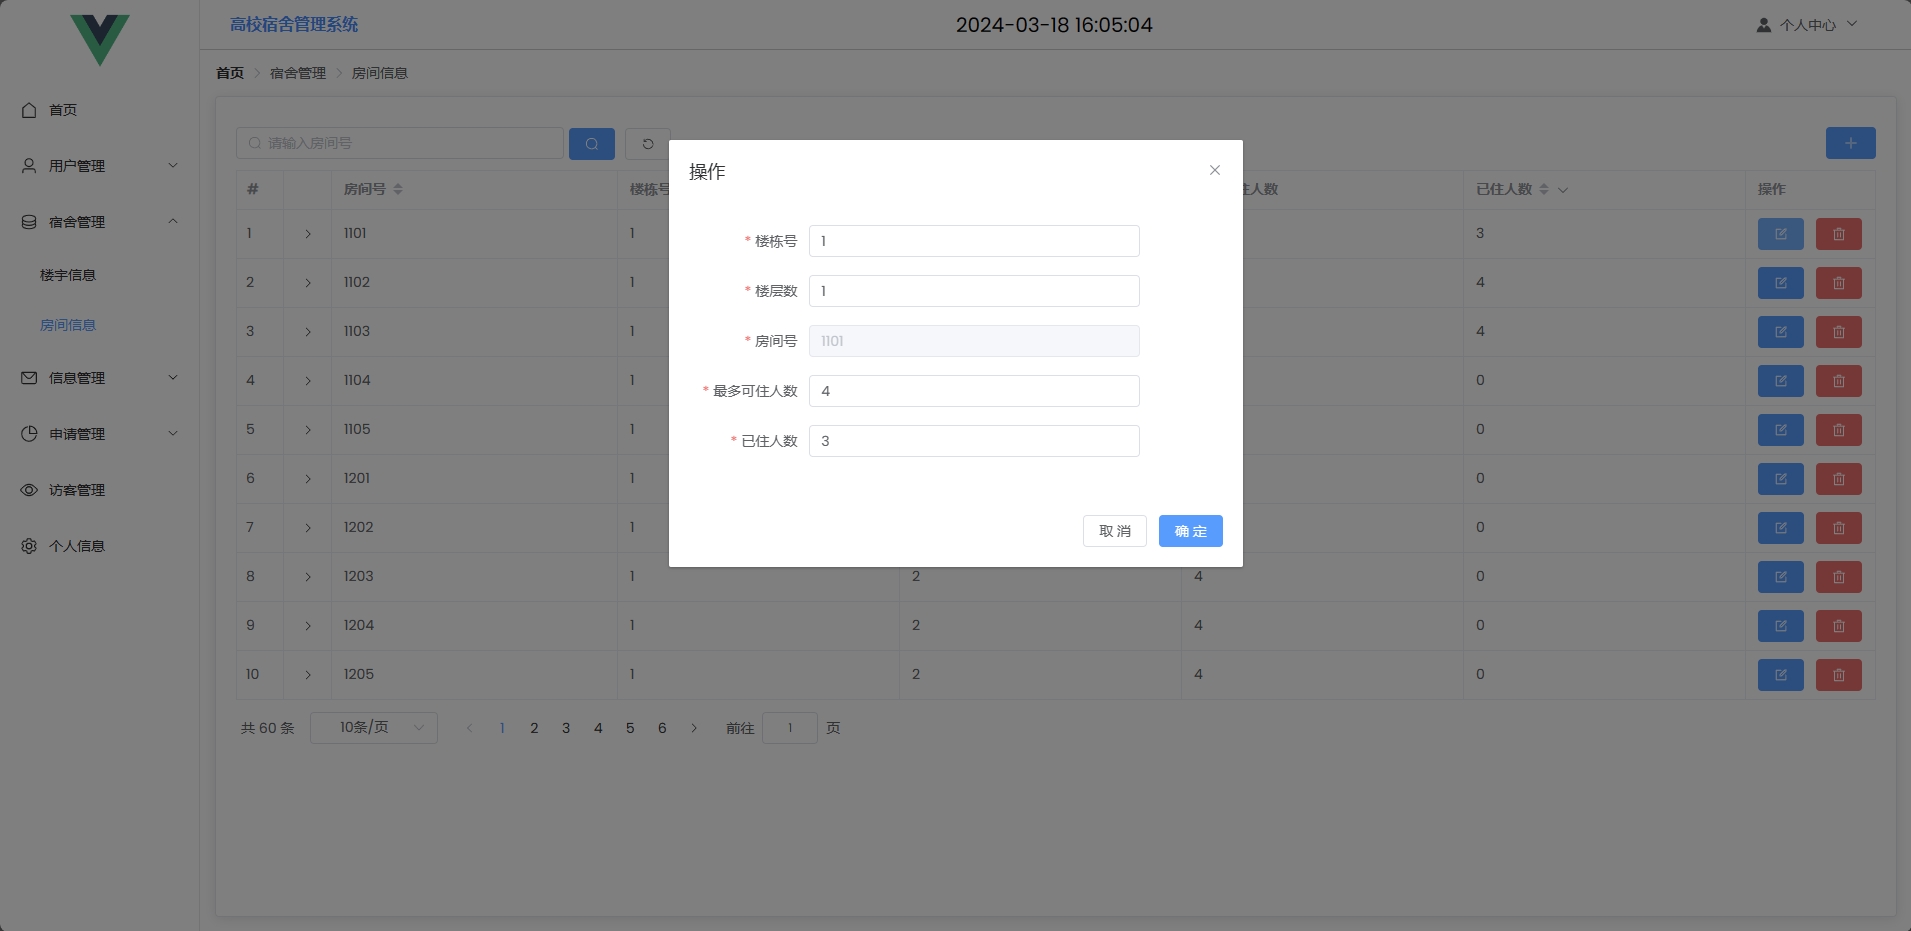 高校宿舍管理系统
2024-03-18 16:05:04
个人中心
首页
用户管理
宿舍管理
楼宇信息
房间信息
信息管理
申请管理
访客管理
个人信息
首页 宿舍管理 房间信息
请输入房间号
# 房间号 楼栋号 住人数 已住人数 操作
1 1101 1 3
2 1102 1 4
3 1103 1 4
4 1104 1 0
5 1105 1 0
6 1201 1 0
7 1202 1 0
8 1203 1 2 4 0
9 1204 1 2 4 0
10 1205 1 2 4 0
共 60 条 10条/页 1 2 3 4 5 6 前往 1 页
操作
* 楼栋号 1
* 楼层数 1
* 房间号 1101
* 最多可住人数 4
* 已住人数 3
取 消 确 定